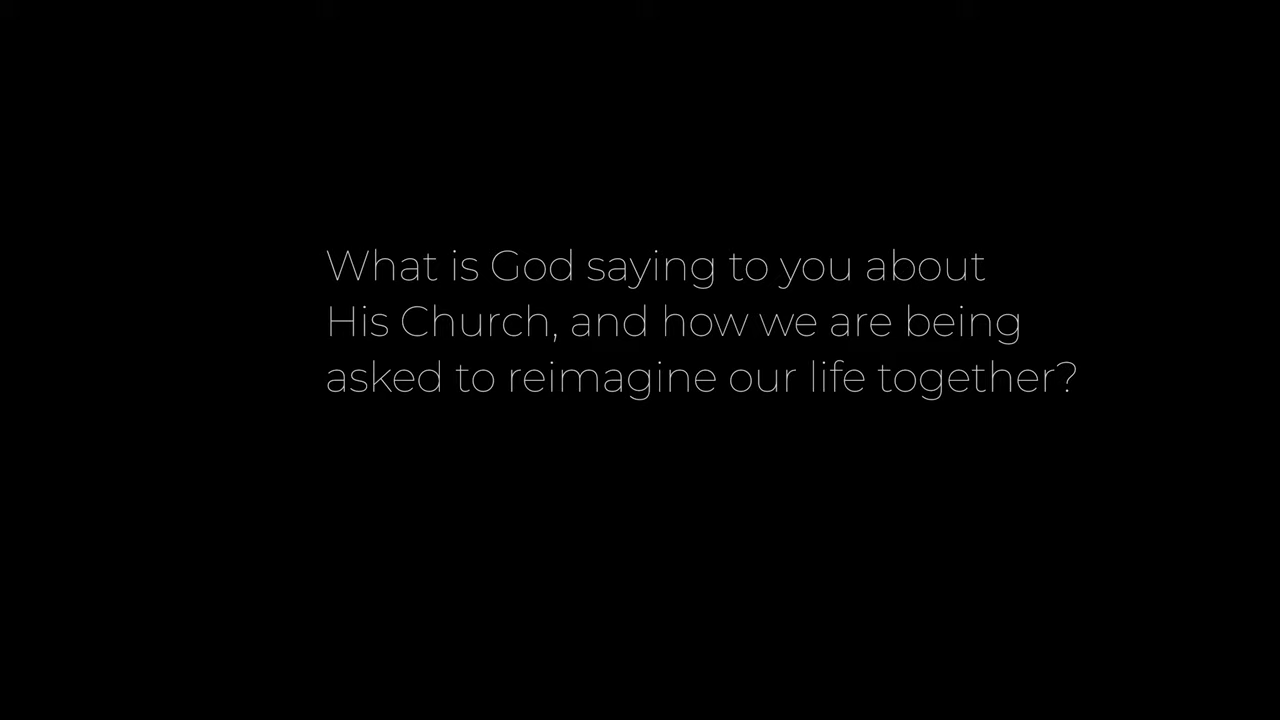 What is God saying to you about
His Church, and how we are being
asked to reimagine our life together?